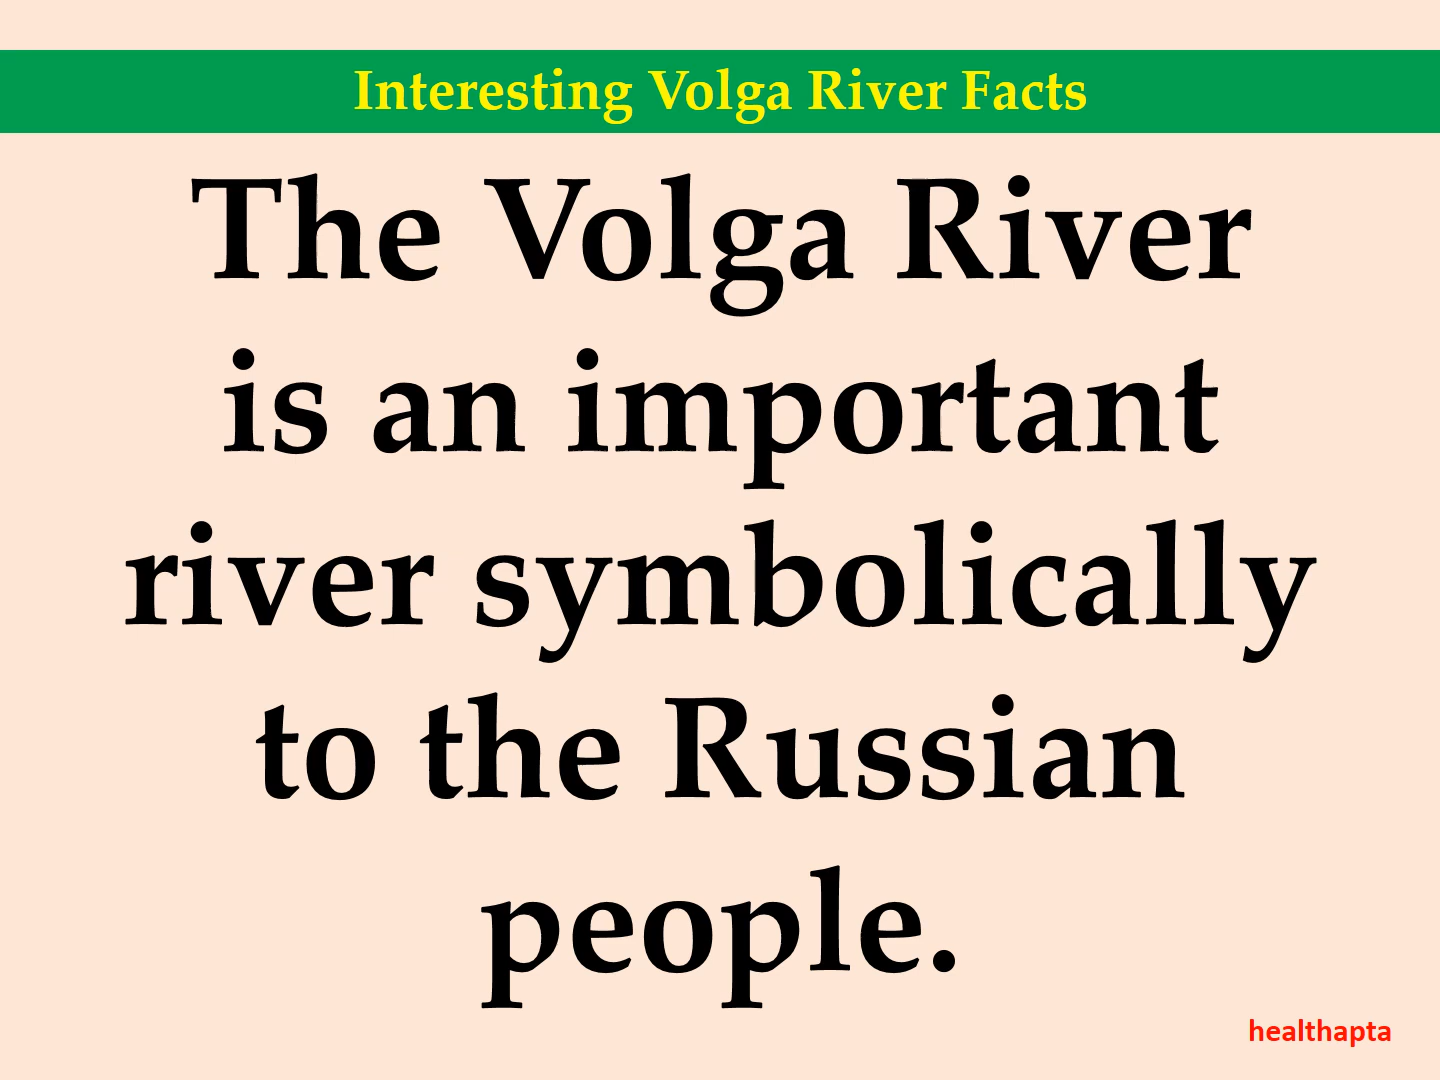 Interesting Volga River Facts
The Volga River
is an important
river symbolically
to the Russian
people.
healthapta